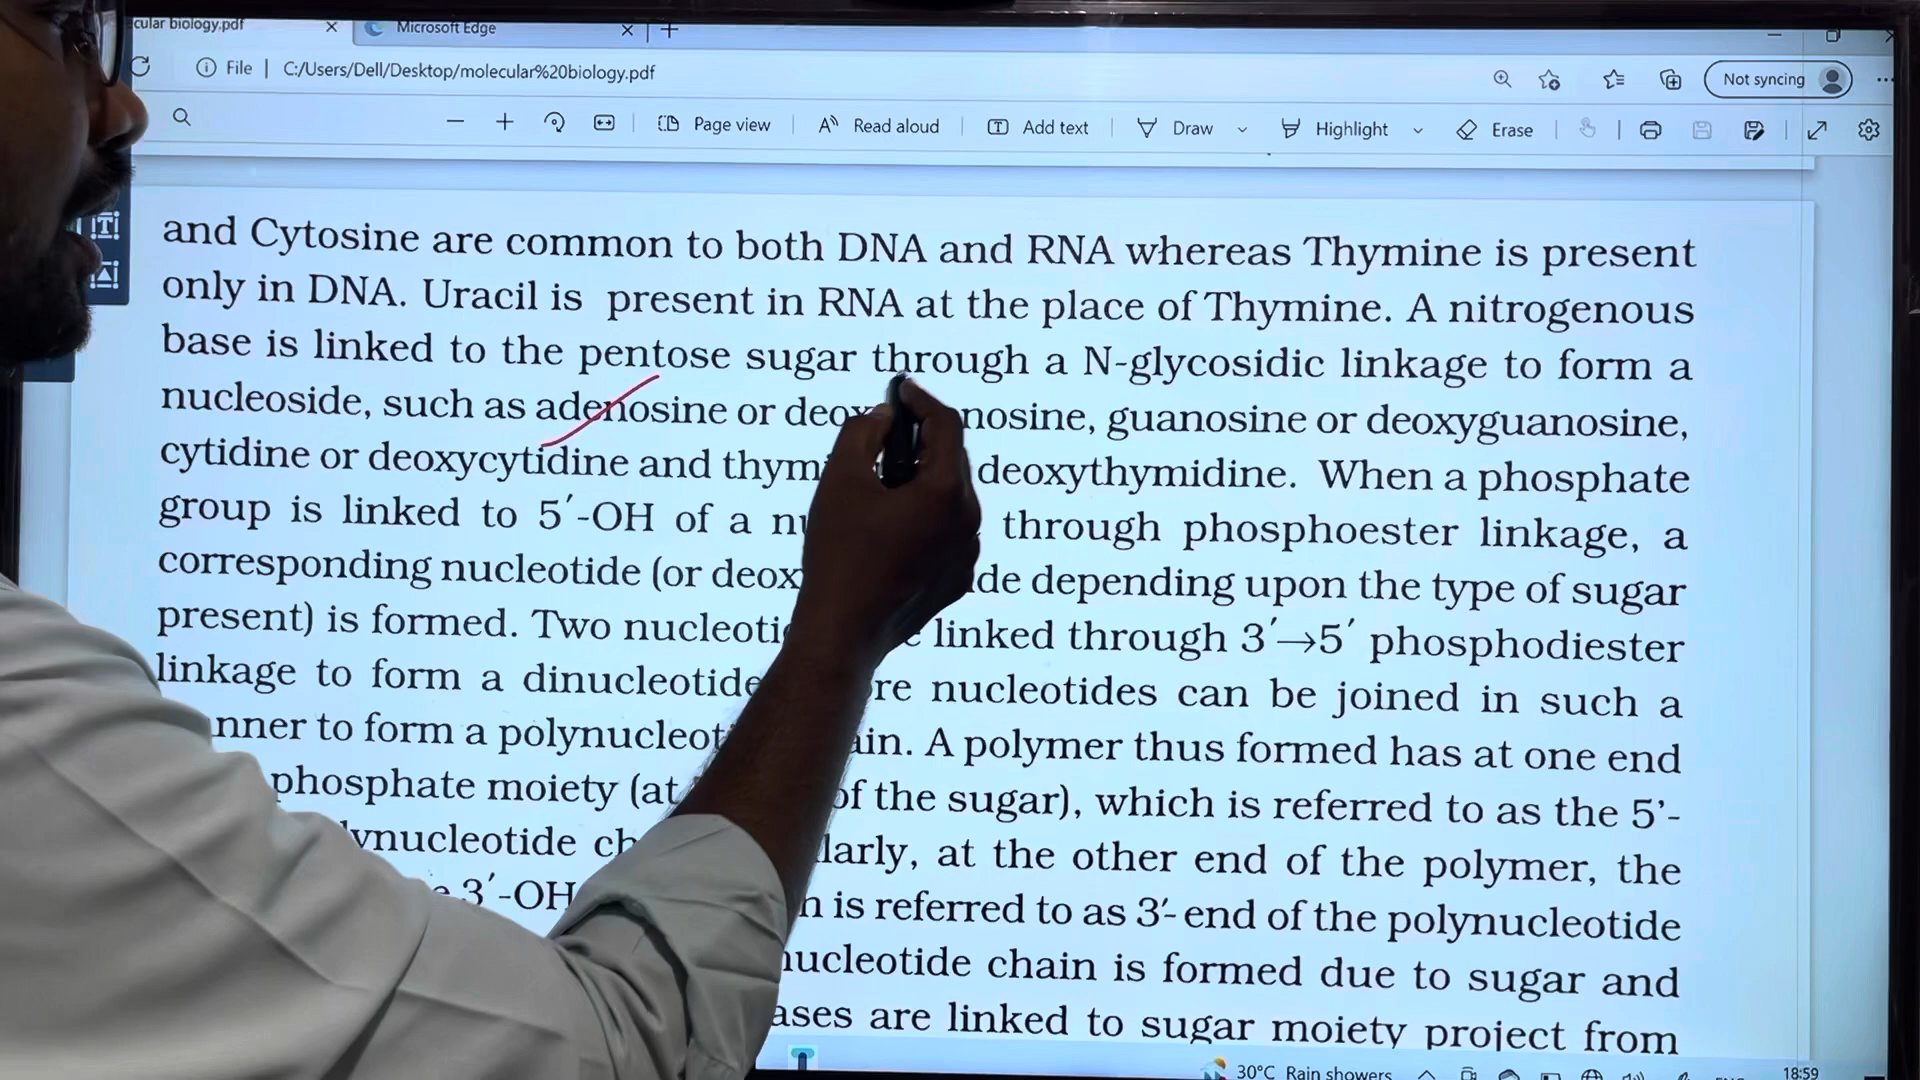 cular biology.pdf
Microsoft Edge
File
C:/Users/Dell/Desktop/molecular%20biology.pdf
Not syncing
Page view
Read aloud
Add text
Draw
Highlight
Erase
and Cytosine are common to both DNA and RNA whereas Thymine is present
only in DNA. Uracil is present in RNA at the place of Thymine. A nitrogenous
base is linked to the pentose sugar through a N-glycosidic linkage to form a
nucleoside, such as adenosine or deox nosine, guanosine or deoxyguanosine,
cytidine or deoxycytidine and thym deoxythymidine. When a phosphate
group is linked to 5′-OH of a nu through phosphoester linkage, a
corresponding nucleotide (or deox de depending upon the type of sugar
present) is formed. Two nucleoti linked through 3′→5′ phosphodiester
linkage to form a dinucleotide re nucleotides can be joined in such a
nner to form a polynucleot ain. A polymer thus formed has at one end
phosphate moiety (at of the sugar), which is referred to as the 5’-
ynucleotide ch larly, at the other end of the polymer, the
3′-OH is referred to as 3′- end of the polynucleotide
nucleotide chain is formed due to sugar and
ases are linked to sugar moiety project from
30°C Rain showers
18:59